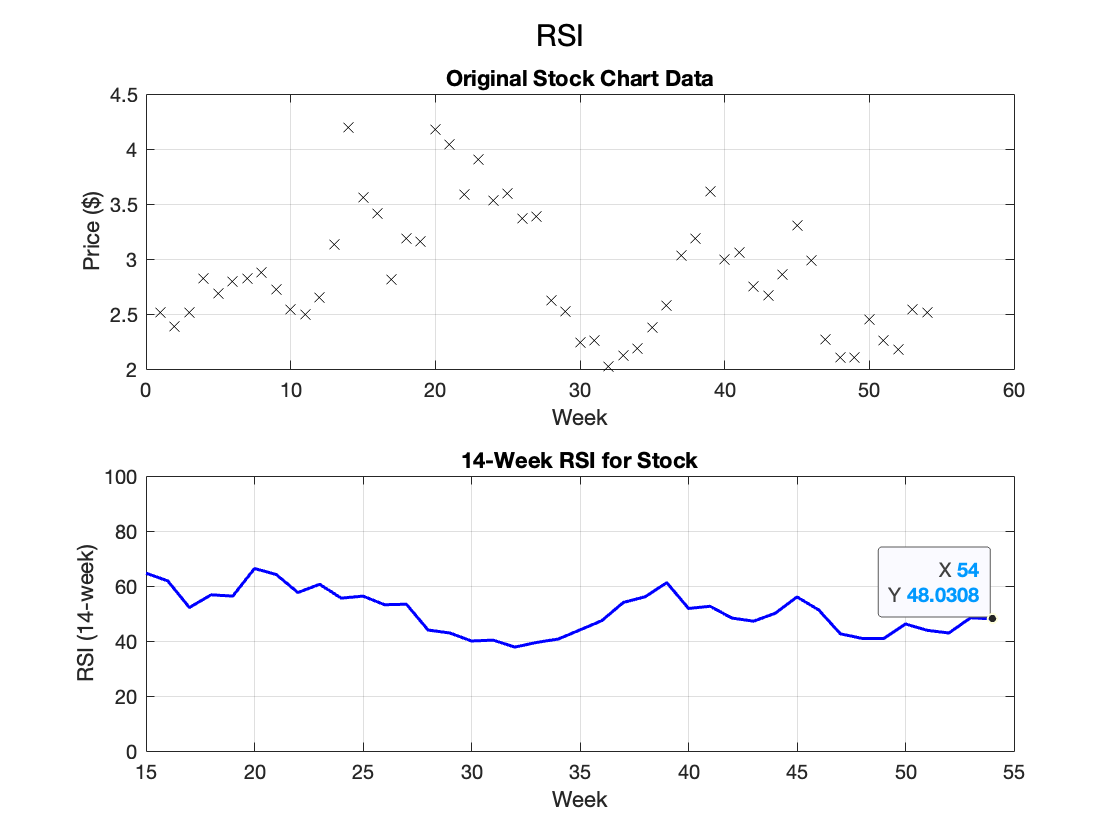 RSI
Original Stock Chart Data
4.5
4
3.5
3
2.5
2
Price ($)
0 10 20 30 40 50 60
Week
14-Week RSI for Stock
100
80
60
40
20
0
RSI (14-week)
X 54
Y 48.0308
15 20 25 30 35 40 45 50 55
Week